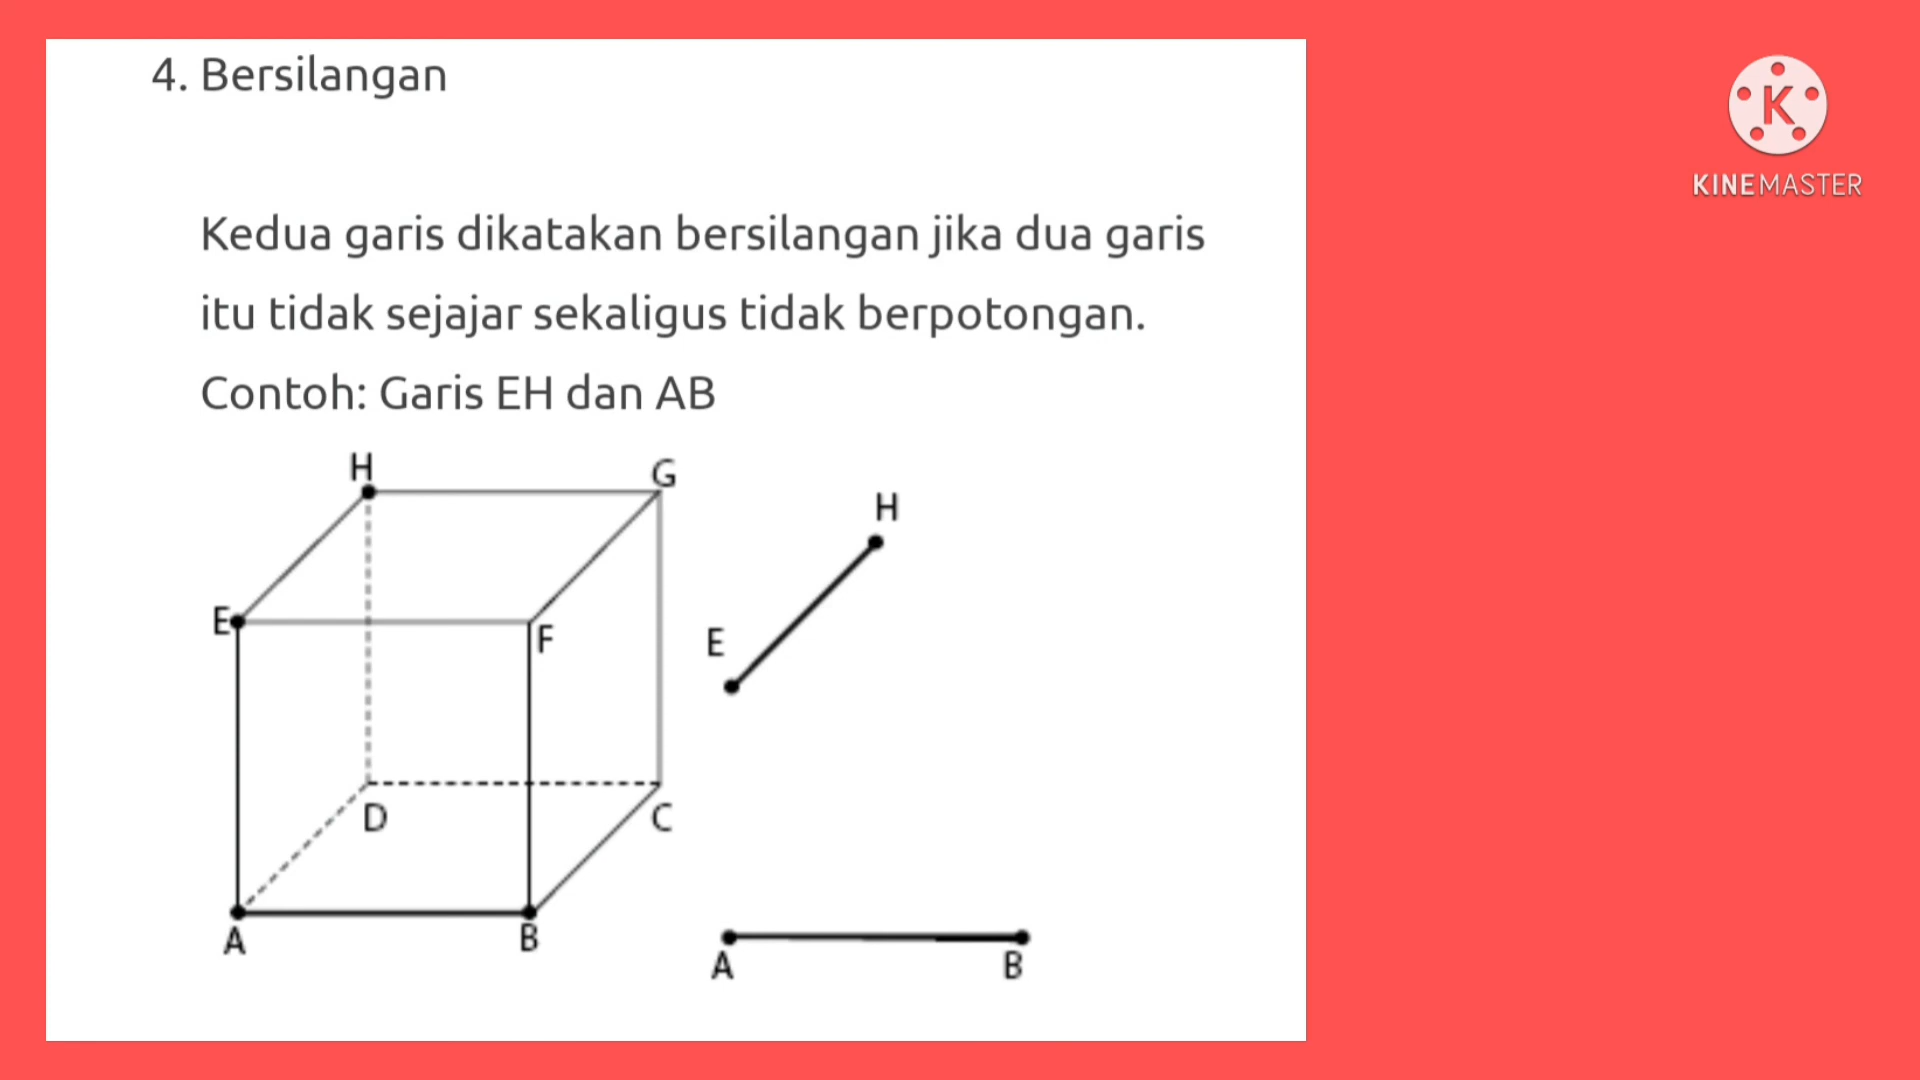 4. Bersilangan
Kedua garis dikatakan bersilangan jika dua garis
itu tidak sejajar sekaligus tidak berpotongan.
Contoh: Garis EH dan AB
H
G
H
E
F
E
D
C
A
B
A
B
K
KINEMASTER